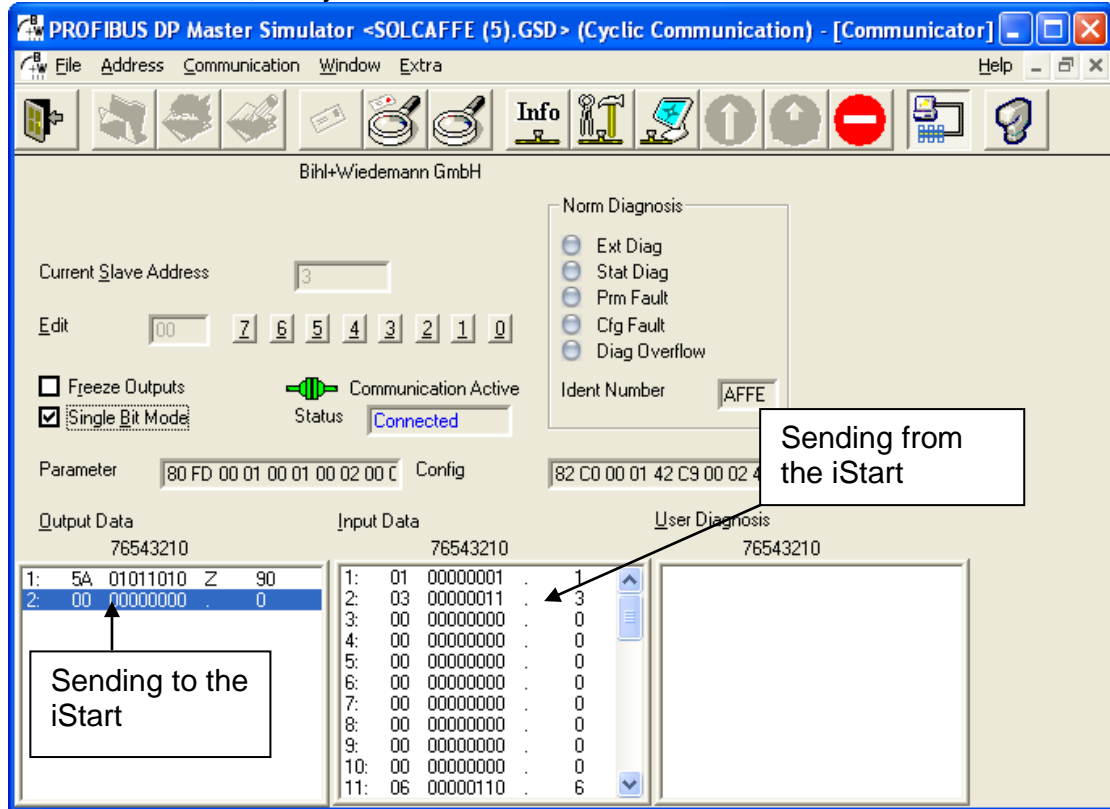 PROFIBUS DP Master Simulator <SOLCAFFE (5).GSD> (Cyclic Communication) - [Communicator]
File Address Communication Window Extra Help
Info
Bihl+Wiedemann GmbH
Norm Diagnosis
Ext Diag
Current Slave Address 3 Stat Diag
Prm Fault
Edit 00 7 6 5 4 3 2 1 0 Cfg Fault
Diag Overflow
Freeze Outputs Communication Active Ident Number AFFE
Single Bit Mode Status Connected
Sending from
the iStart
Parameter 80 FD 00 01 00 01 00 02 00 Config 82 C0 00 01 42 C9 00 02
Output Data Input Data User Diagnosis
76543210 76543210 76543210
1: 5A 01011010 Z 90 1: 01 00000001 . 1
2: 00 00000000 . 0 2: 03 00000011 . 3
3: 00 00000000 . 0
4: 00 00000000 . 0
Sending to the
iStart
5: 00 00000000 . 0
6: 00 00000000 . 0
7: 00 00000000 . 0
8: 00 00000000 . 0
9: 00 00000000 . 0
10: 00 00000000 . 0
11: 06 00000110 . 6